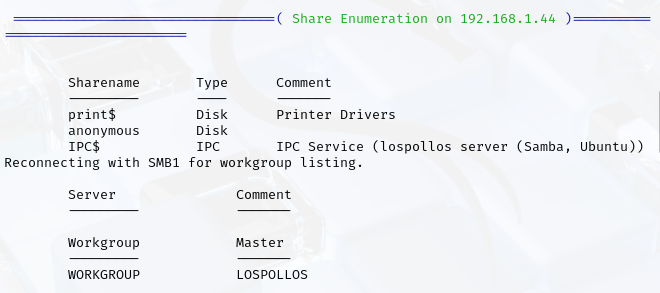 =================================( Share Enumeration on 192.168.1.44 )==========
=======================
Sharename Type Comment
--------- ---- -------
print$ Disk Printer Drivers
anonymous Disk
IPC$ IPC IPC Service (lospollos server (Samba, Ubuntu))
Reconnecting with SMB1 for workgroup listing.
Server Comment
--------- -------
Workgroup Master
--------- -------
WORKGROUP LOSPOLLOS